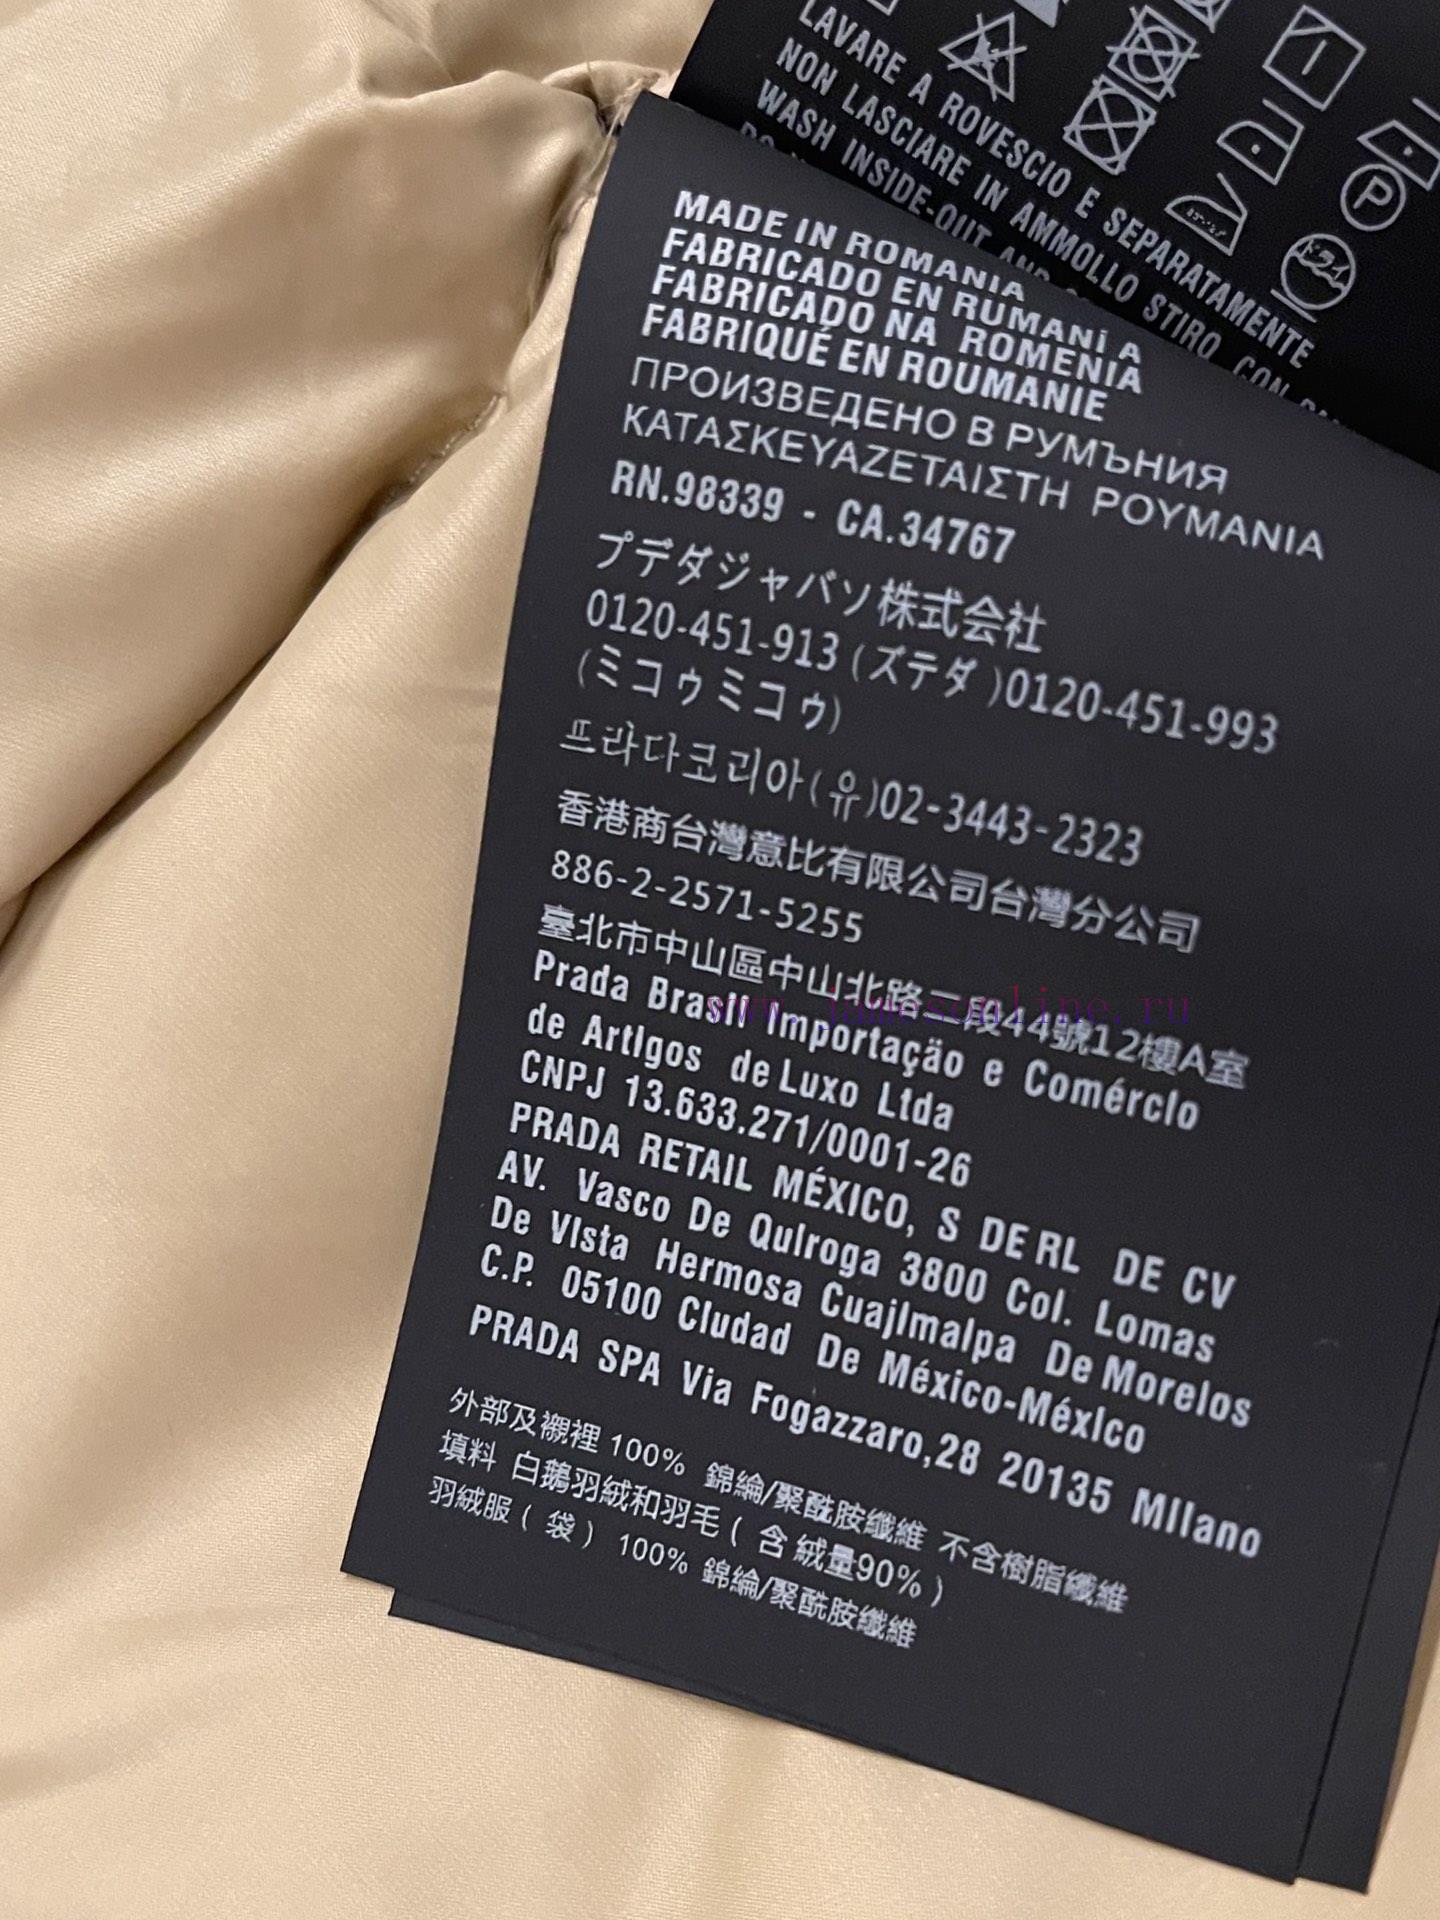 LAVARE A ROVESCIO E SEPARATAMENTE
NON LASCIARE IN AMMOLLO STIRO CON
WASH INSIDE-OUT AND
P
ドライ
MADE IN ROMANIA
FABRICADO EN RUMANÍ A
FABRICADO NA ROMENIA
FABRIQUÉ EN ROUMANIE
ПРОИЗВЕДЕНО В РУМЪНИЯ
ΚΑΤΑΣΚΕΥΑΖΕΤΑΙΣΤΗ ΡΟΥΜΑΝΙΑ
RN.98339 - CA.34767
プデダジャバソ株式会社
0120-451-913 (ズテダ)0120-451-993
(ミコゥミコゥ)
프라다코리아(유)02-3443-2323
香港商台灣意比有限公司台灣分公司
886-2-2571-5255
臺北市中山區中山北路二段44號12樓A室
Prada Brasil Importação e Comércio
de Artigos de Luxo Ltda
CNPJ 13.633.271/0001-26
PRADA RETAIL MÉXICO, S DE RL DE CV
AV. Vasco De Quiroga 3800 Col. Lomas
De Vista Hermosa Cuajimalpa De Morelos
C.P. 05100 Ciudad De México-México
PRADA SPA Via Fogazzaro,28 20135 Milano
外部及襯裡 100% 錦綸/聚酰胺纖維 不含樹脂纖維
填料 白鵝羽絨和羽毛(含絨量90%)
羽絨服(袋) 100% 錦綸/聚酰胺纖維
www.jamesonline.ru